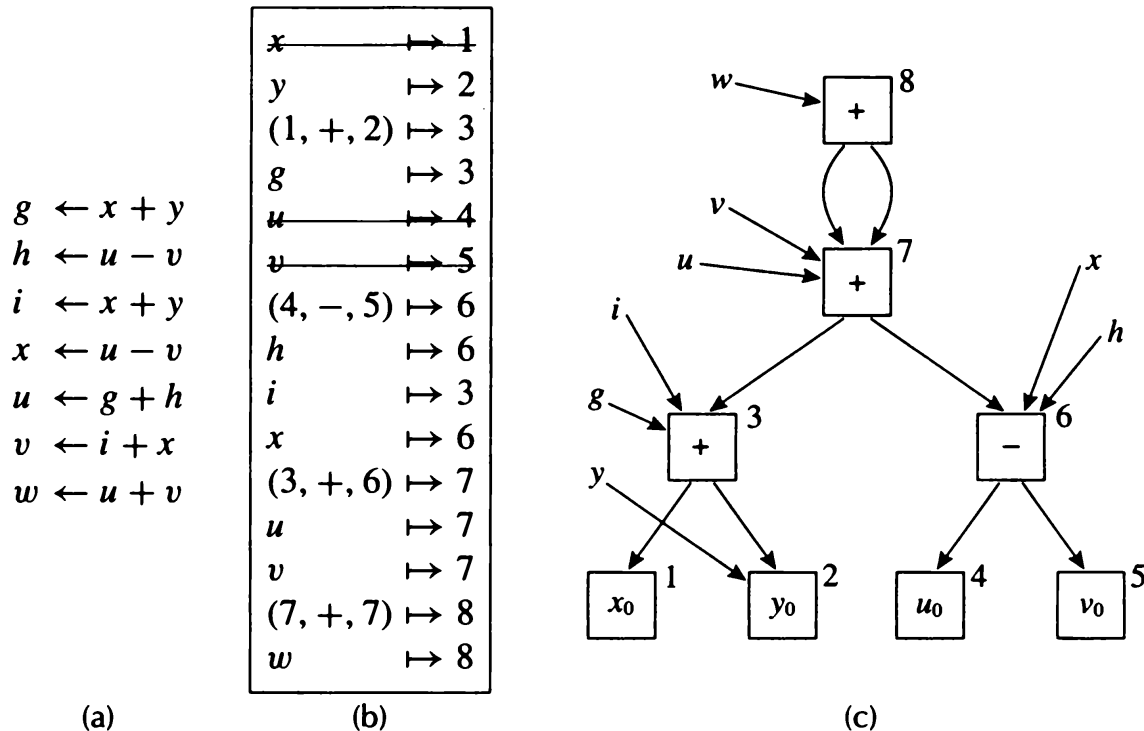 g ← x + y
h ← u − v
i ← x + y
x ← u − v
u ← g + h
v ← i + x
w ← u + v
(a)
x ↦ 1
y ↦ 2
(1, +, 2) ↦ 3
g ↦ 3
u ↦ 4
v ↦ 5
(4, −, 5) ↦ 6
h ↦ 6
i ↦ 3
x ↦ 6
(3, +, 6) ↦ 7
u ↦ 7
v ↦ 7
(7, +, 7) ↦ 8
w ↦ 8
(b)
w
+
8
v
u
+
7
i
g
+
3
x
h
−
6
y
x₀
1
y₀
2
u₀
4
v₀
5
(c)